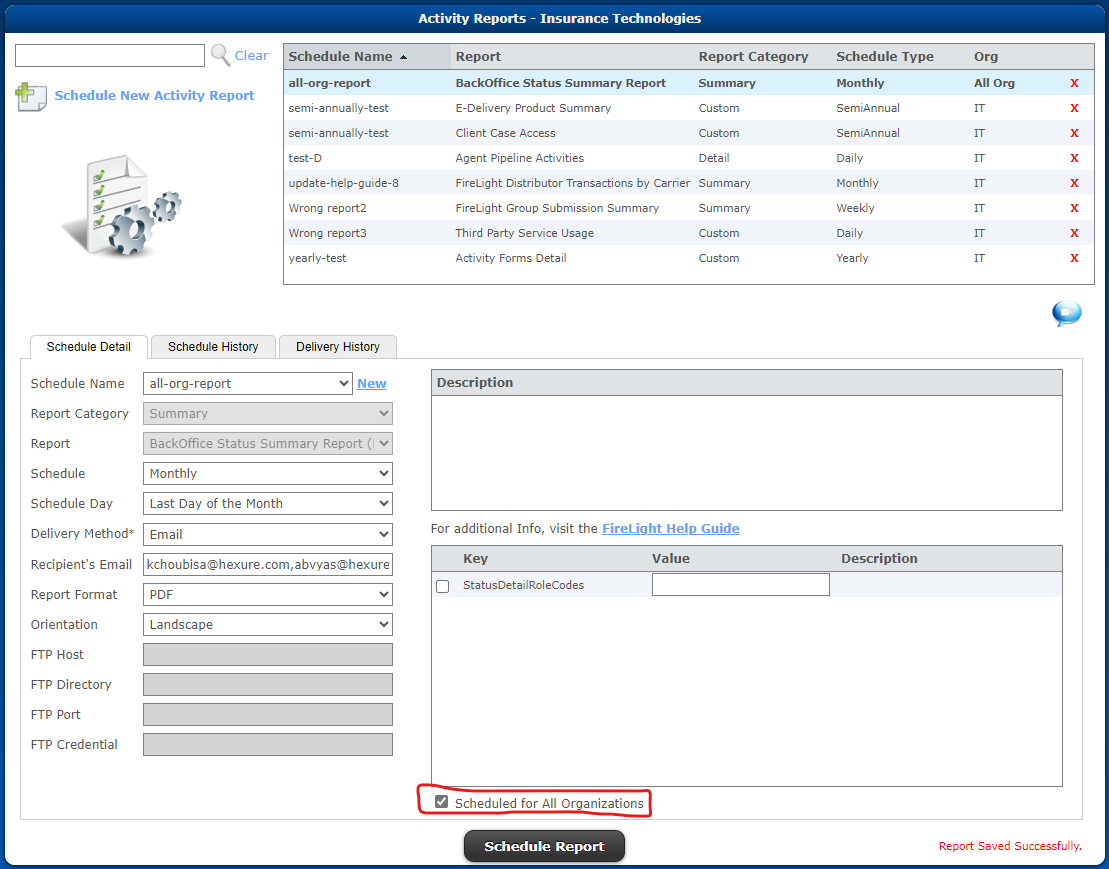 Activity Reports - Insurance Technologies
Clear
Schedule New Activity Report
Schedule Name Report Report Category Schedule Type Org
all-org-report BackOffice Status Summary Report Summary Monthly All Org X
semi-annually-test E-Delivery Product Summary Custom SemiAnnual IT X
semi-annually-test Client Case Access Custom SemiAnnual IT X
test-D Agent Pipeline Activities Detail Daily IT X
update-help-guide-8 FireLight Distributor Transactions by Carrier Summary Monthly IT X
Wrong report2 FireLight Group Submission Summary Summary Weekly IT X
Wrong report3 Third Party Service Usage Custom Daily IT X
yearly-test Activity Forms Detail Custom Yearly IT X
Schedule Detail Schedule History Delivery History
Schedule Name all-org-report New
Report Category Summary
Report BackOffice Status Summary Report (
Schedule Monthly
Schedule Day Last Day of the Month
Delivery Method* Email
Recipient's Email kchoubisa@hexure.com,abvyas@hexure
Report Format PDF
Orientation Landscape
FTP Host
FTP Directory
FTP Port
FTP Credential
Description
For additional Info, visit the FireLight Help Guide
Key Value Description
StatusDetailRoleCodes
Scheduled for All Organizations
Schedule Report
Report Saved Successfully.